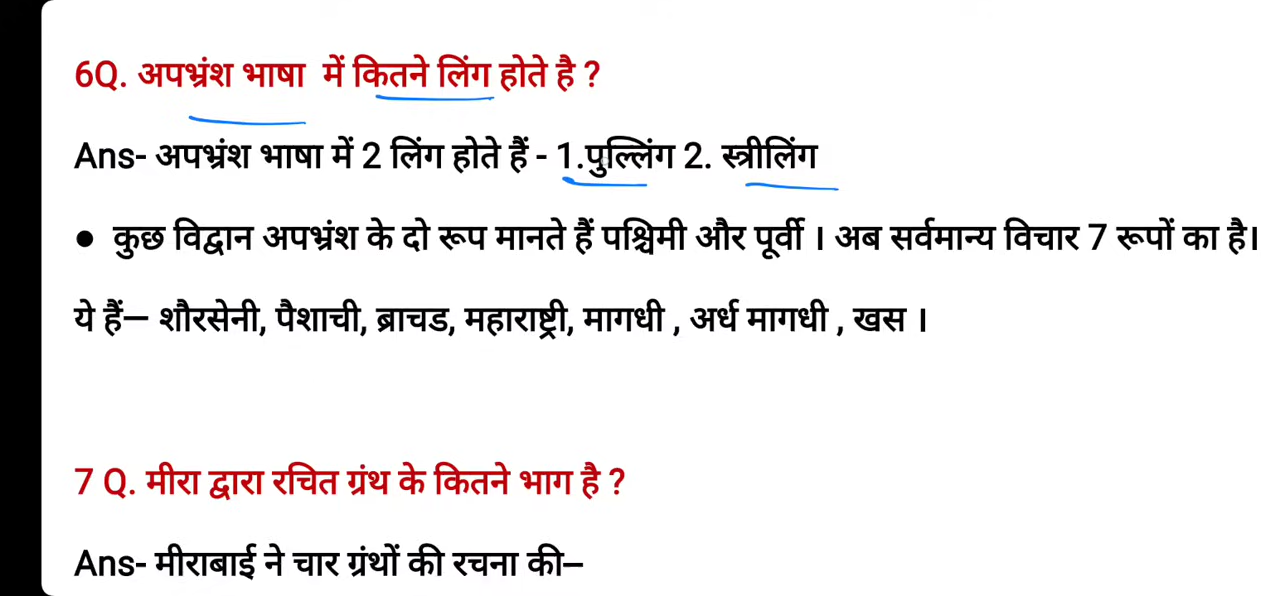 6Q. अपभ्रंश भाषा में कितने लिंग होते है ?
Ans- अपभ्रंश भाषा में 2 लिंग होते हैं - 1.पुल्लिंग 2. स्त्रीलिंग
● कुछ विद्वान अपभ्रंश के दो रूप मानते हैं पश्चिमी और पूर्वी । अब सर्वमान्य विचार 7 रूपों का है।
ये हैं— शौरसेनी, पैशाची, ब्राचड, महाराष्ट्री, मागधी , अर्ध मागधी , खस ।
7 Q. मीरा द्वारा रचित ग्रंथ के कितने भाग है ?
Ans- मीराबाई ने चार ग्रंथों की रचना की–